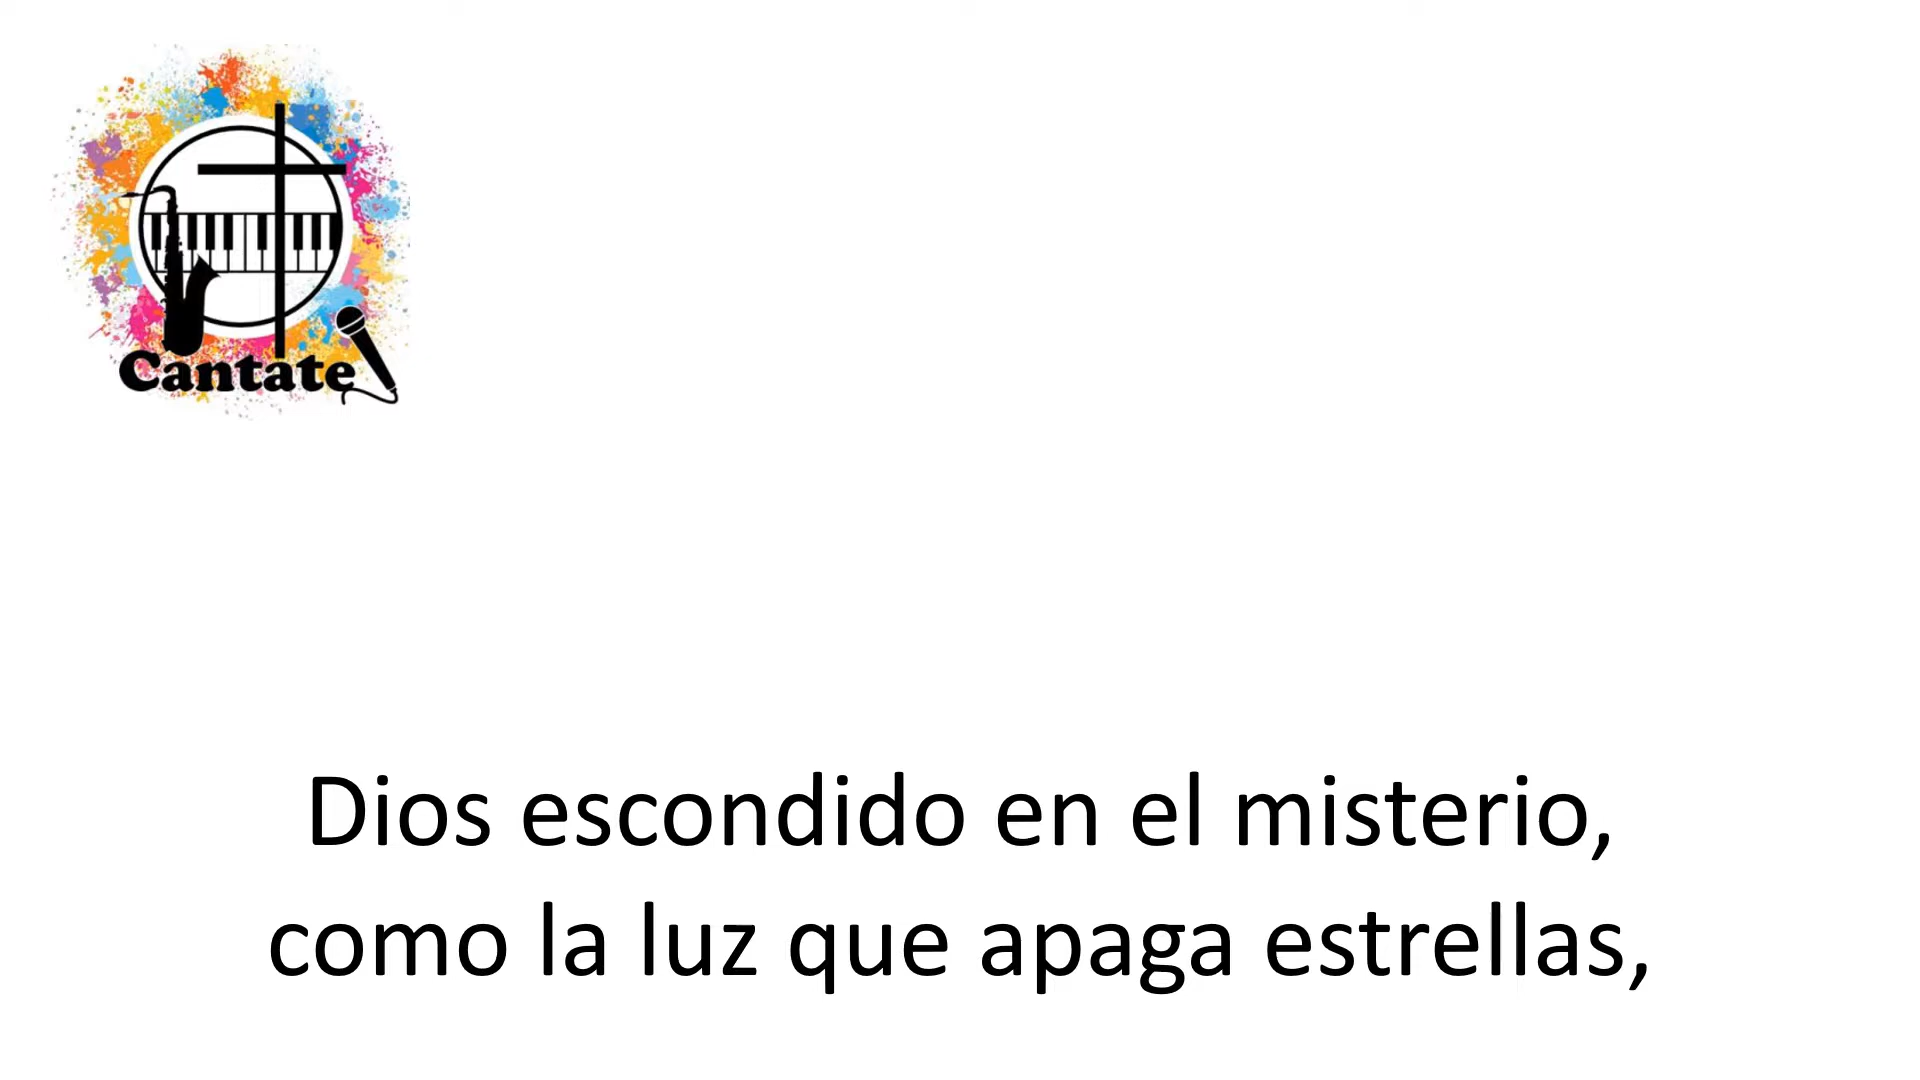 Cantate
Dios escondido en el misterio,
como la luz que apaga estrellas,